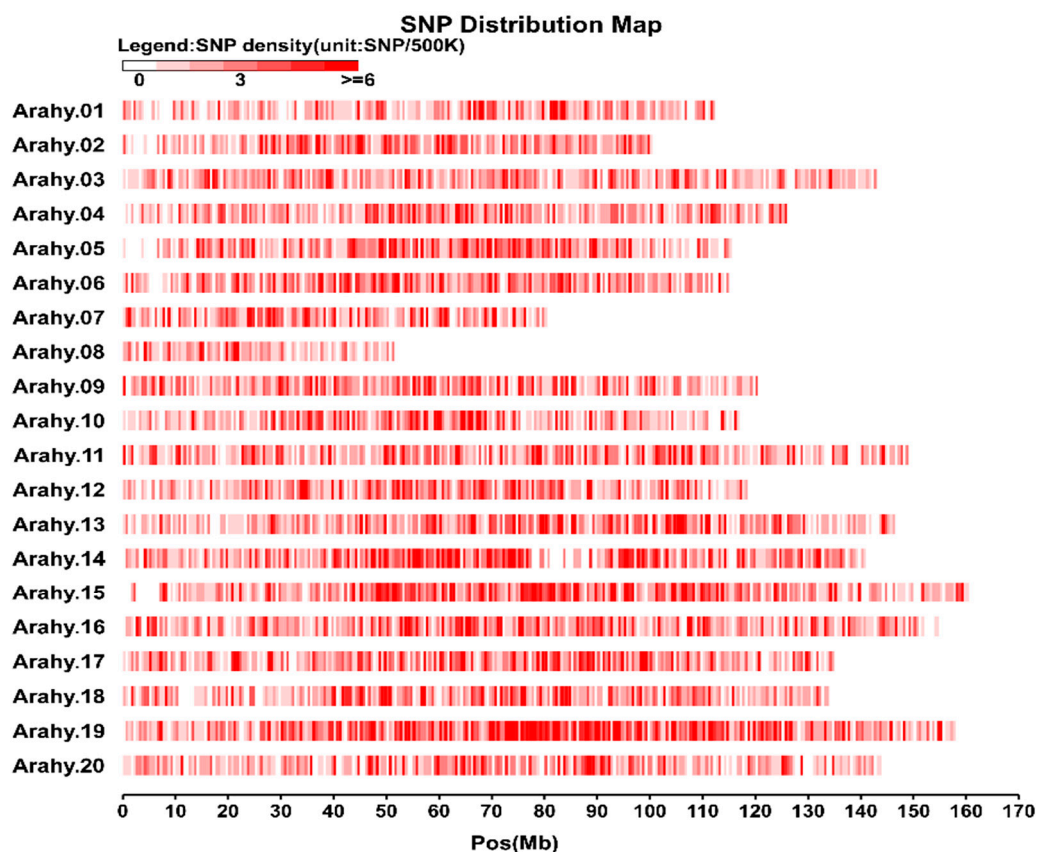 SNP Distribution Map
Legend:SNP density(unit:SNP/500K)
0 3 >=6
Arahy.01
Arahy.02
Arahy.03
Arahy.04
Arahy.05
Arahy.06
Arahy.07
Arahy.08
Arahy.09
Arahy.10
Arahy.11
Arahy.12
Arahy.13
Arahy.14
Arahy.15
Arahy.16
Arahy.17
Arahy.18
Arahy.19
Arahy.20
0 10 20 30 40 50 60 70 80 90 100 110 120 130 140 150 160 170
Pos(Mb)